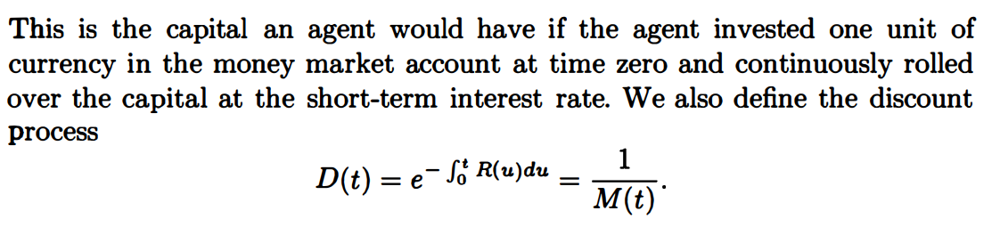 This is the capital an agent would have if the agent invested one unit of
currency in the money market account at time zero and continuously rolled
over the capital at the short-term interest rate. We also define the discount
process
D(t) = e^{- ∫_0^t R(u)du} = \frac{1}{M(t)}.